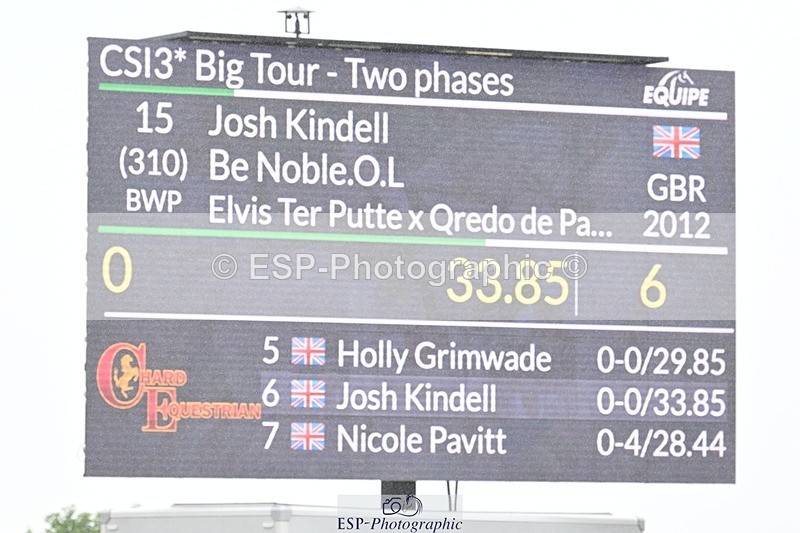 CSI3* Big Tour - Two phases
EQUIPE
15 Josh Kindell
(310) Be Noble.O.L GBR
BWP Elvis Ter Putte x Qredo de Pa... 2012
© ESP-Photographic ©
0 33.85 6
CHARD
EQUESTRIAN
5 Holly Grimwade 0-0/29.85
6 Josh Kindell 0-0/33.85
7 Nicole Pavitt 0-4/28.44
ESP-Photographic